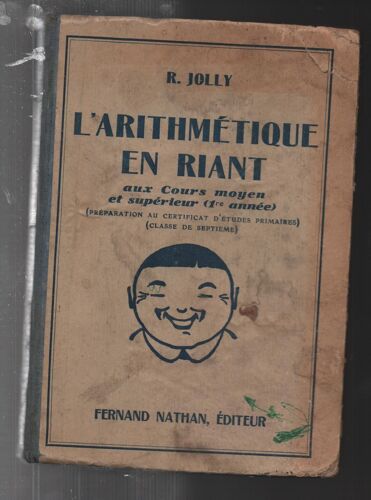 R. JOLLY
L'ARITHMÉTIQUE
EN RIANT
aux Cours moyen
et supérieur (1re année)
(PRÉPARATION AU CERTIFICAT D'ÉTUDES PRIMAIRES)
(CLASSE DE SEPTIÈME)
FERNAND NATHAN, ÉDITEUR